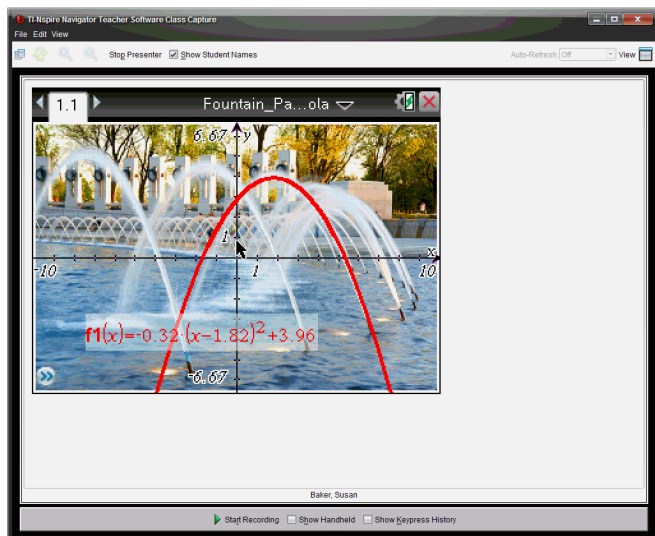 TI-Nspire Navigator Teacher Software Class Capture
File Edit View
Stop Presenter Show Student Names Auto-Refresh: Off View
1.1 Fountain_Pa...ola
6.67 y
1
x
-10 1 10
f1(x)=-0.32·(x-1.82)²+3.96
-6.67
Baker, Susan
Start Recording Show Handheld Show Keypress History